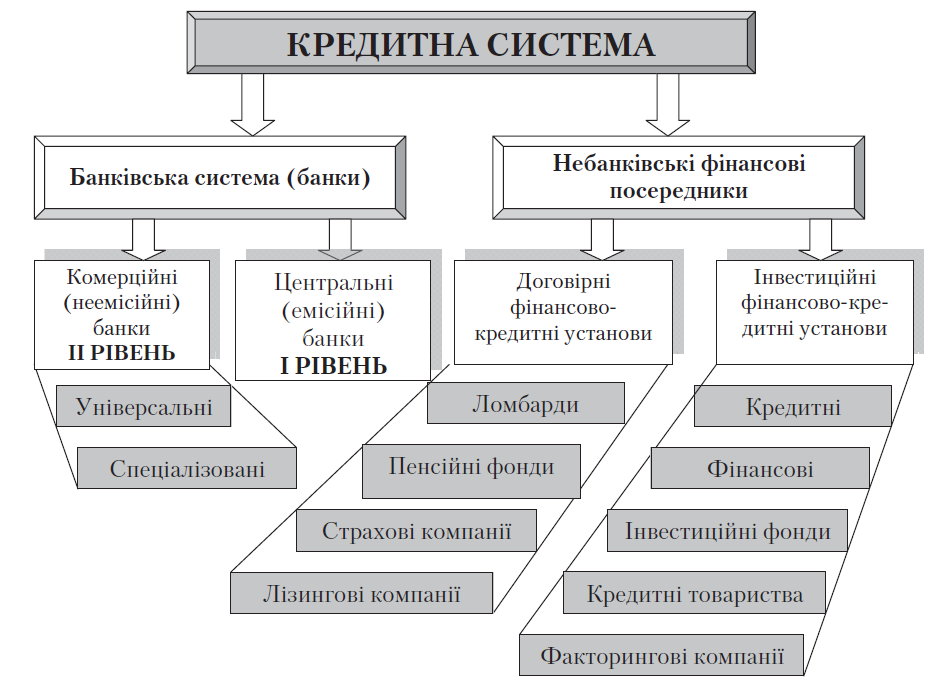 КРЕДИТНА СИСТЕМА
Банківська система (банки)
Небанківські фінансові
посередники
Комерційні
(неемісійні)
банки
ІІ РІВЕНЬ
Центральні
(емісійні)
банки
І РІВЕНЬ
Договірні
фінансово-
кредитні установи
Інвестиційні
фінансово-кре-
дитні установи
Універсальні
Спеціалізовані
Ломбарди
Пенсійні фонди
Страхові компанії
Лізингові компанії
Кредитні
Фінансові
Інвестиційні фонди
Кредитні товариства
Факторингові компанії